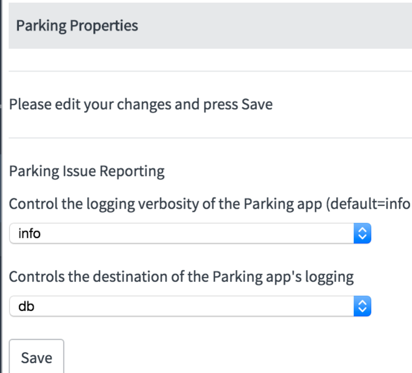 Parking Properties
Please edit your changes and press Save
Parking Issue Reporting
Control the logging verbosity of the Parking app (default=info
info
Controls the destination of the Parking app's logging
db
Save